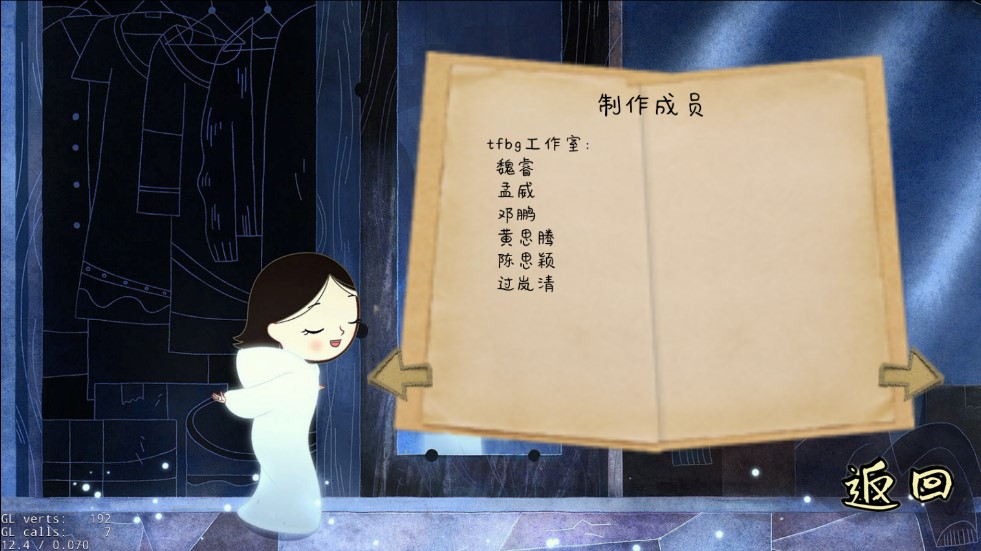 制作成员
tfbg工作室:
魏睿
孟威
邓鹏
黄思腾
陈思颖
过岚清
返回
GL verts: 192
GL calls: 7
12.4 / 0.070